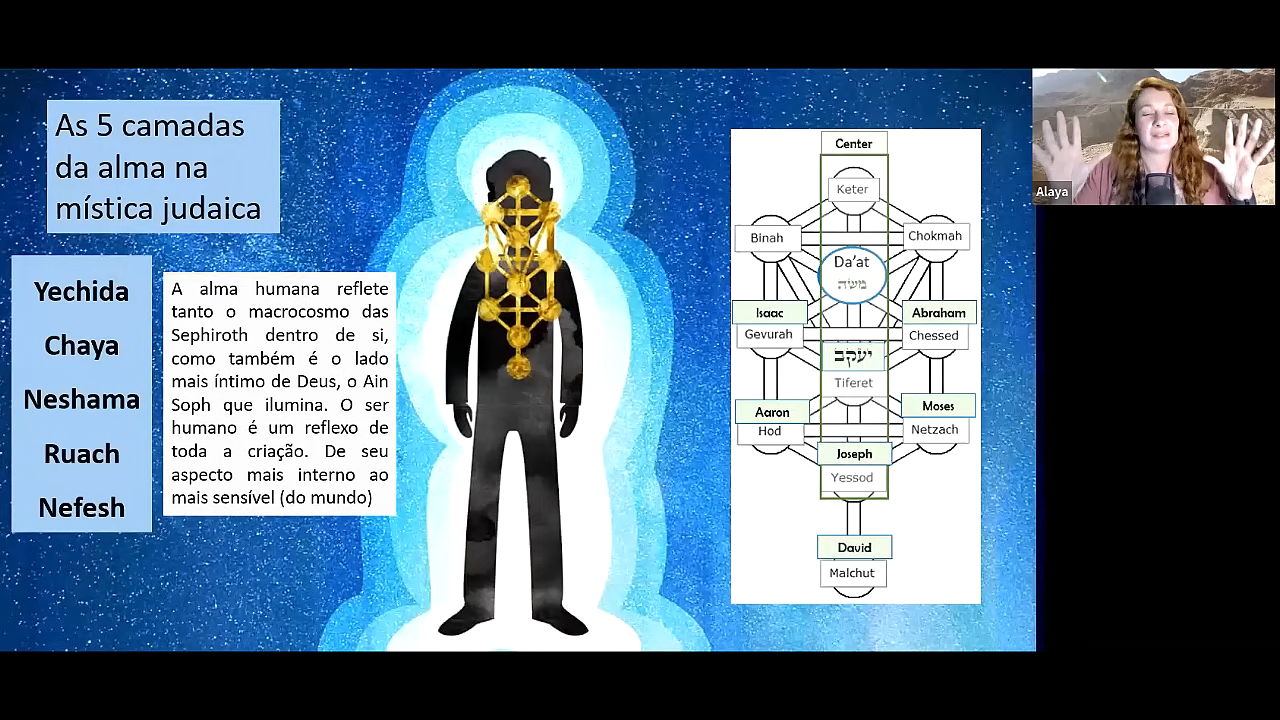 As 5 camadas
da alma na
mística judaica
Yechida
Chaya
Neshama
Ruach
Nefesh
A alma humana reflete
tanto o macrocosmo das
Sephiroth dentro de si,
como também é o lado
mais íntimo de Deus, o Ain
Soph que ilumina. O ser
humano é um reflexo de
toda a criação. De seu
aspecto mais interno ao
mais sensível (do mundo)
Center
Keter
Binah
Chokmah
Da'at
משה
Isaac
Abraham
Gevurah
Chessed
יעקב
Tiferet
Aaron
Moses
Hod
Netzach
Joseph
Yessod
David
Malchut
Alaya